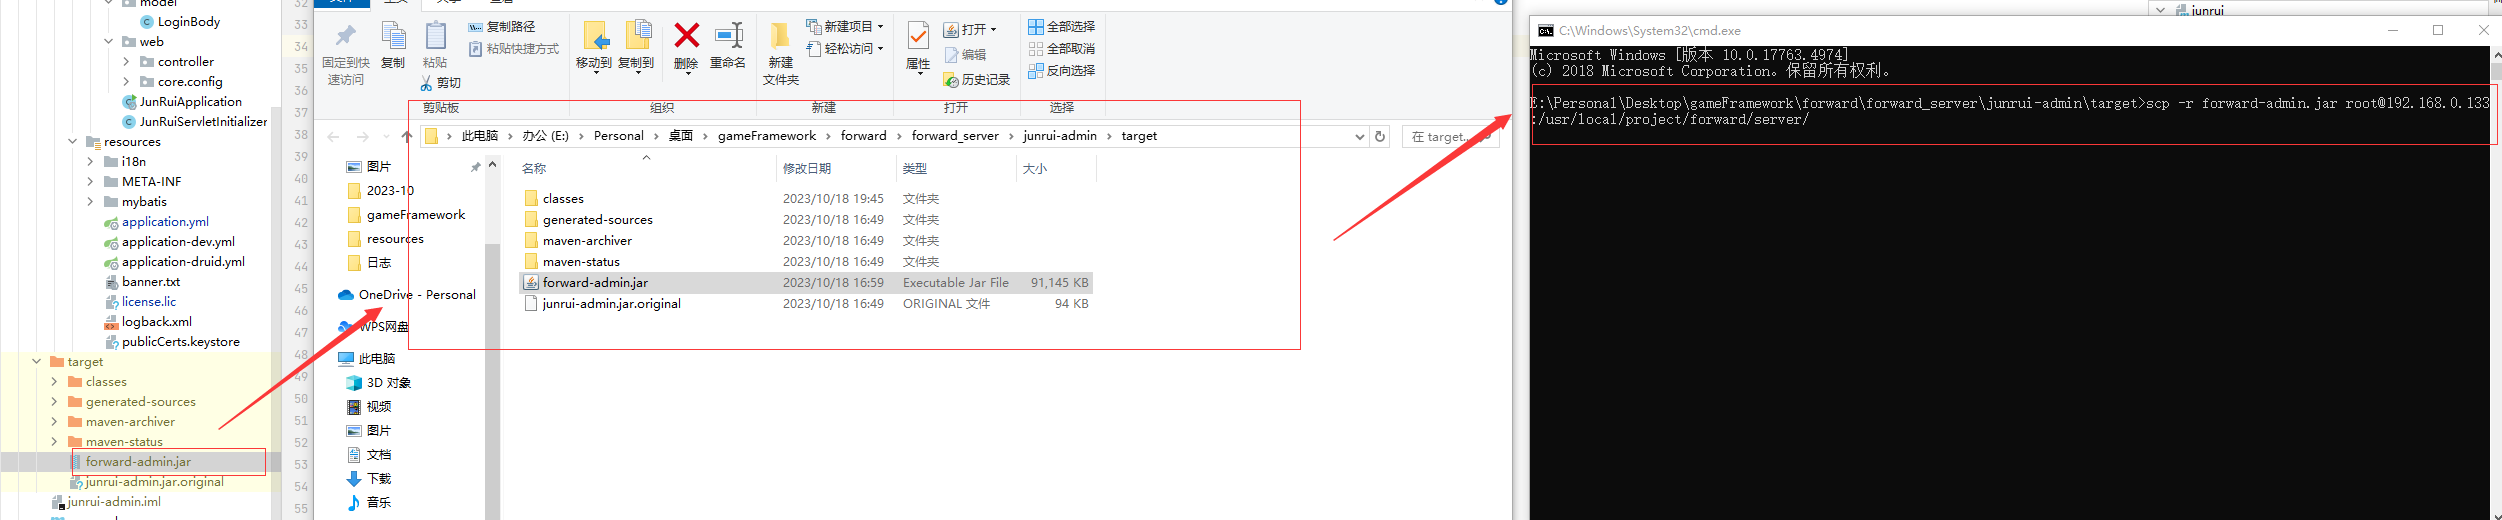 model
LoginBody
web
controller
core.config
JunRuiApplication
JunRuiServletInitializer
resources
i18n
META-INF
mybatis
application.yml
application-dev.yml
application-druid.yml
banner.txt
license.lic
logback.xml
publicCerts.keystore
target
classes
generated-sources
maven-archiver
maven-status
forward-admin.jar
junrui-admin.jar.original
junrui-admin.iml
32
33
34
35
36
37
38
39
40
41
42
43
44
45
46
47
48
49
50
51
52
53
54
55
固定到快
速访问
复制
粘贴
复制路径
粘贴快捷方式
剪切
剪贴板
移动到
复制到
删除
重命名
组织
新建
文件夹
新建项目
轻松访问
新建
属性
打开
编辑
历史记录
打开
全部选择
全部取消
反向选择
选择
此电脑 办公 (E:) Personal 桌面 gameFramework forward forward_server junrui-admin target
在 target...
图片
2023-10
gameFramework
resources
日志
OneDrive - Personal
WPS网盘
此电脑
3D 对象
视频
图片
文档
下载
音乐
名称 修改日期 类型 大小
classes 2023/10/18 19:45 文件夹
generated-sources 2023/10/18 16:49 文件夹
maven-archiver 2023/10/18 16:49 文件夹
maven-status 2023/10/18 16:49 文件夹
forward-admin.jar 2023/10/18 16:59 Executable Jar File 91,145 KB
junrui-admin.jar.original 2023/10/18 16:49 ORIGINAL 文件 94 KB
junrui
C:\Windows\System32\cmd.exe
Microsoft Windows [版本 10.0.17763.4974]
(c) 2018 Microsoft Corporation。保留所有权利。
E:\Personal\Desktop\gameFramework\forward\forward_server\junrui-admin\target>scp -r forward-admin.jar root@192.168.0.133
:/usr/local/project/forward/server/